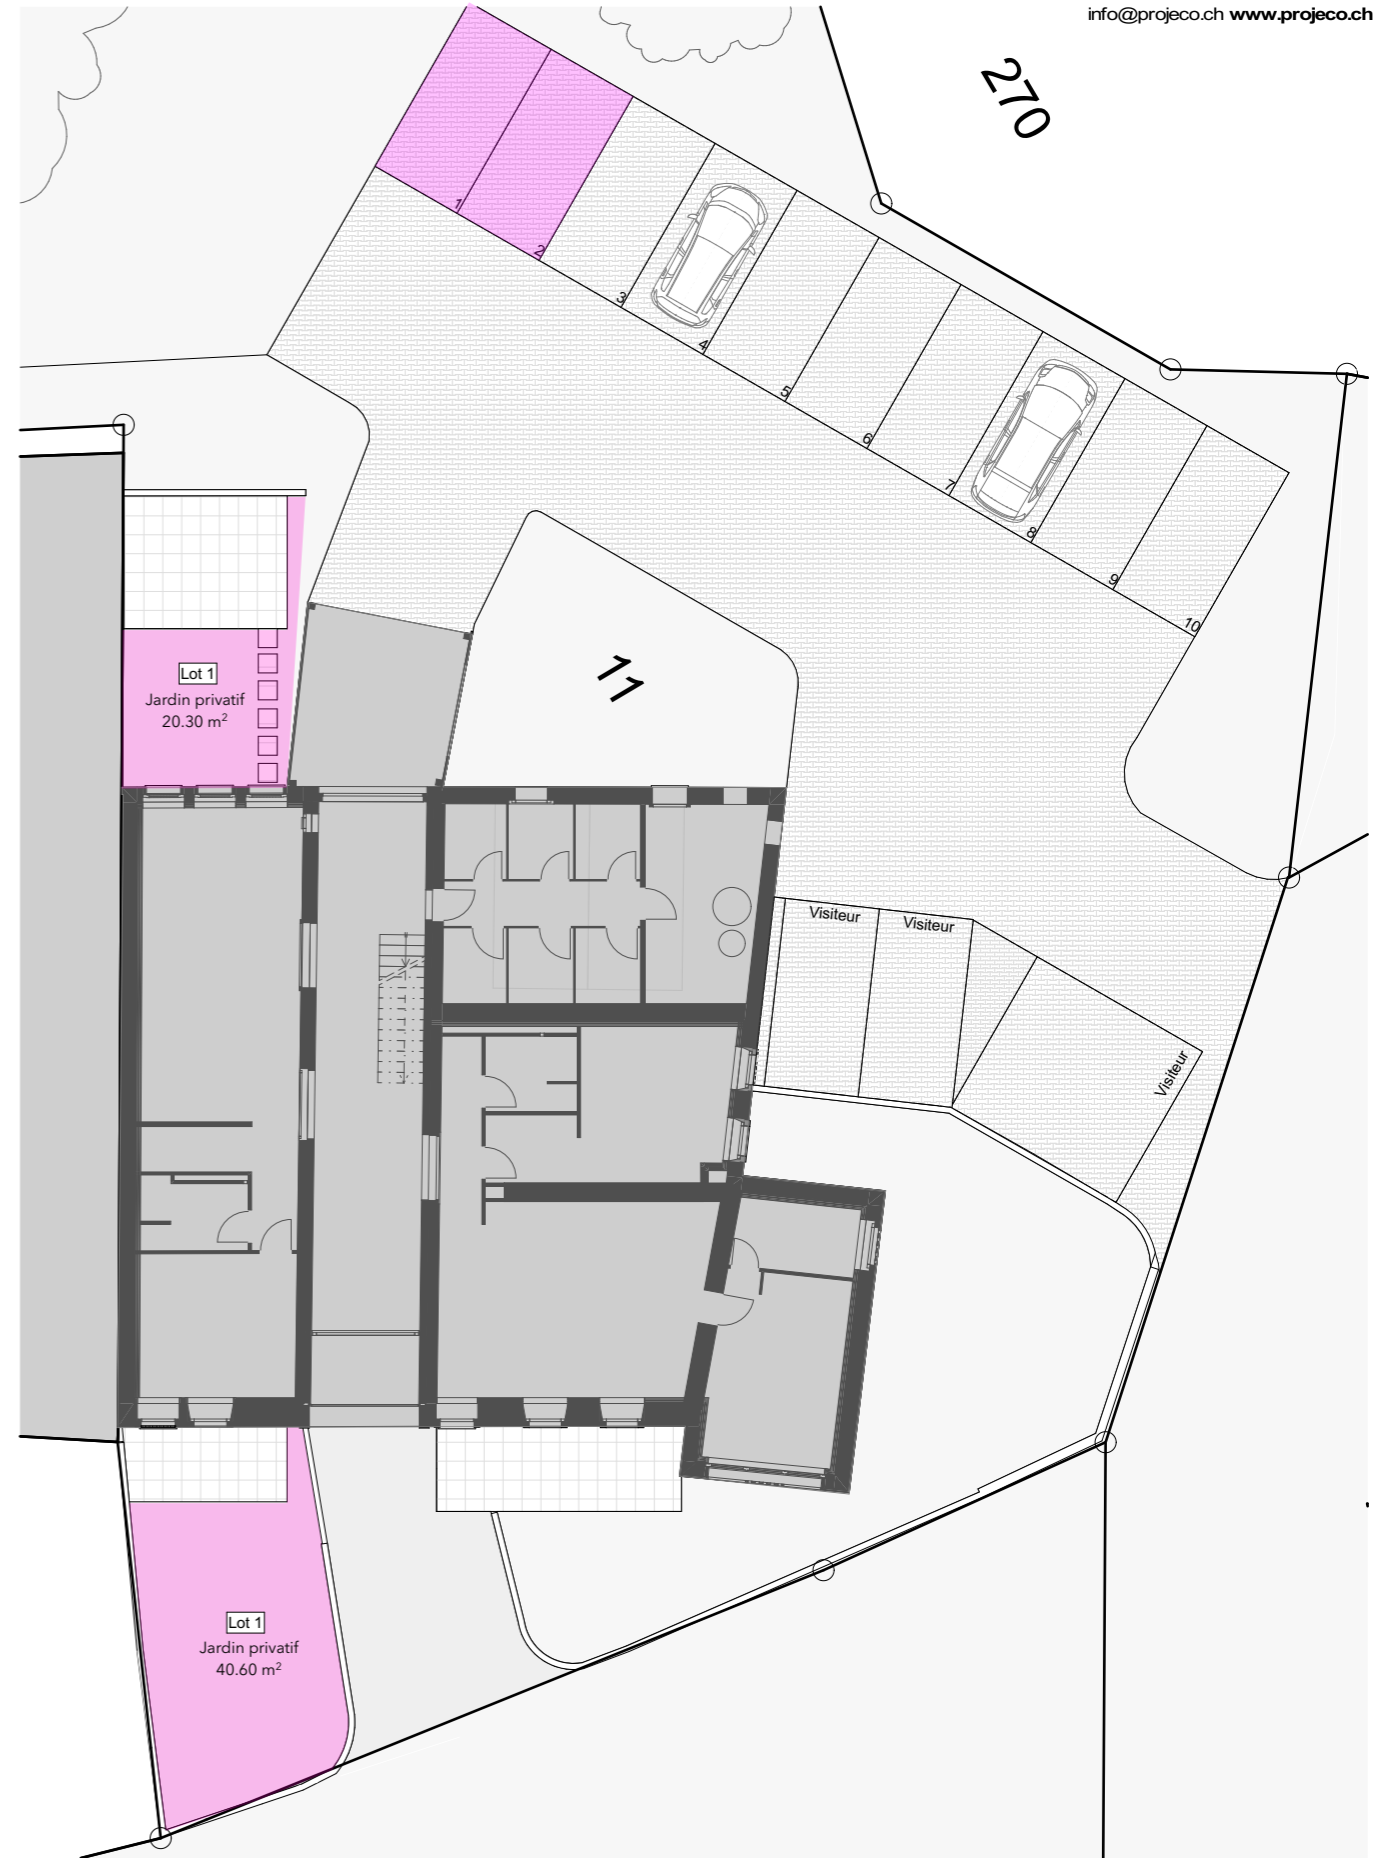 info@projeco.ch www.projeco.ch
270
1
2
3
4
5
6
7
8
9
10
11
Lot 1
Jardin privatif
20.30 m²
Visiteur
Visiteur
Visiteur
Lot 1
Jardin privatif
40.60 m²